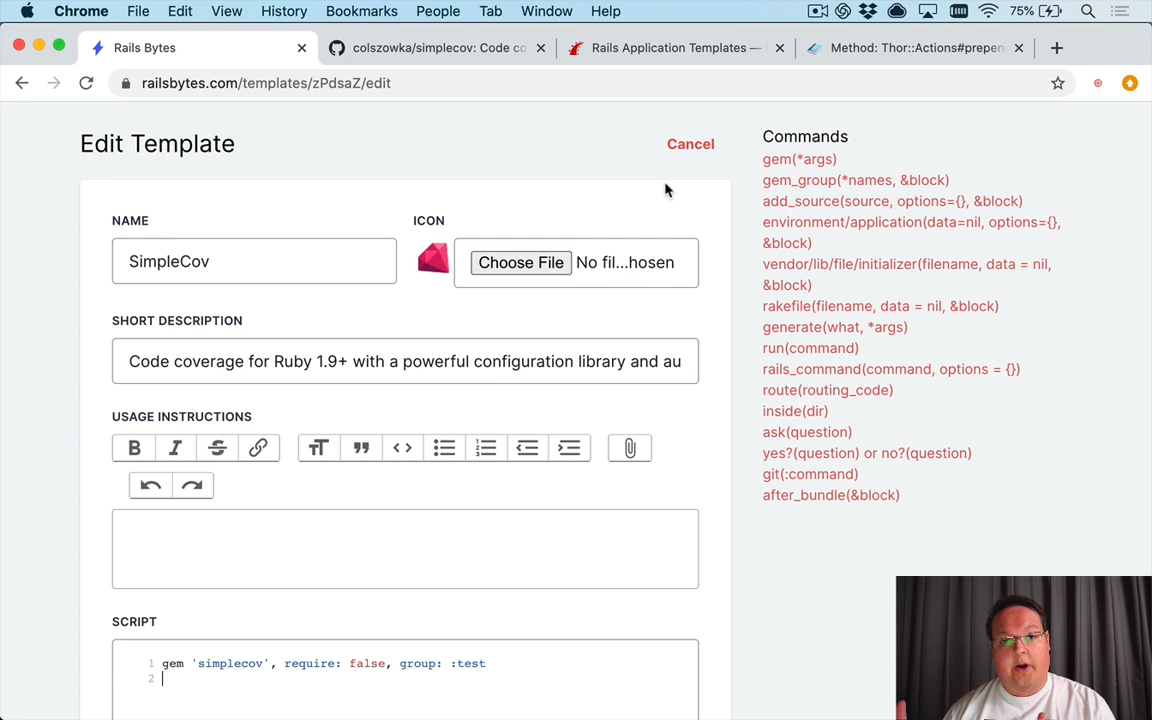 Chrome File Edit View History Bookmarks People Tab Window Help 75%
Rails Bytes
colszowka/simplecov: Code co
Rails Application Templates —
Method: Thor::Actions#prepen
railsbytes.com/templates/zPdsaZ/edit
Edit Template
Cancel
NAME
ICON
SimpleCov
Choose File No fil...hosen
SHORT DESCRIPTION
Code coverage for Ruby 1.9+ with a powerful configuration library and au
USAGE INSTRUCTIONS
SCRIPT
1 gem 'simplecov', require: false, group: :test
2
Commands
gem(*args)
gem_group(*names, &block)
add_source(source, options={}, &block)
environment/application(data=nil, options={},
&block)
vendor/lib/file/initializer(filename, data = nil,
&block)
rakefile(filename, data = nil, &block)
generate(what, *args)
run(command)
rails_command(command, options = {})
route(routing_code)
inside(dir)
ask(question)
yes?(question) or no?(question)
git(:command)
after_bundle(&block)